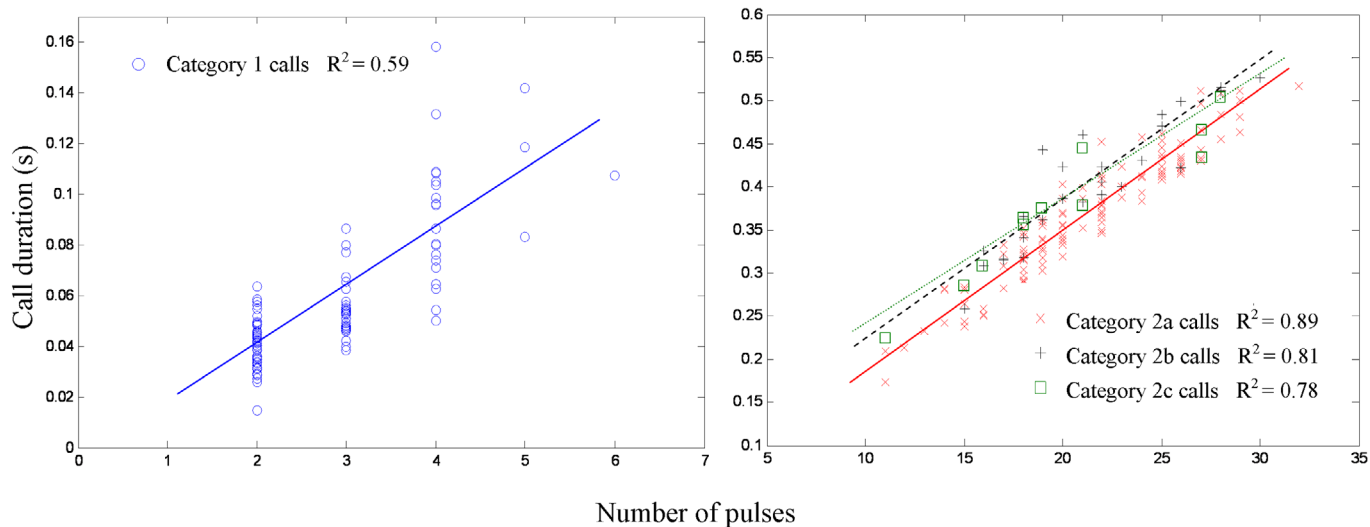 0.16
0.14
0.12
0.1
0.08
0.06
0.04
0.02
0
0 1 2 3 4 5 6 7
Category 1 calls R² = 0.59
Call duration (s)
0.6
0.55
0.5
0.45
0.4
0.35
0.3
0.25
0.2
0.15
0.1
5 10 15 20 25 30 35
Category 2a calls R² = 0.89
Category 2b calls R² = 0.81
Category 2c calls R² = 0.78
Number of pulses